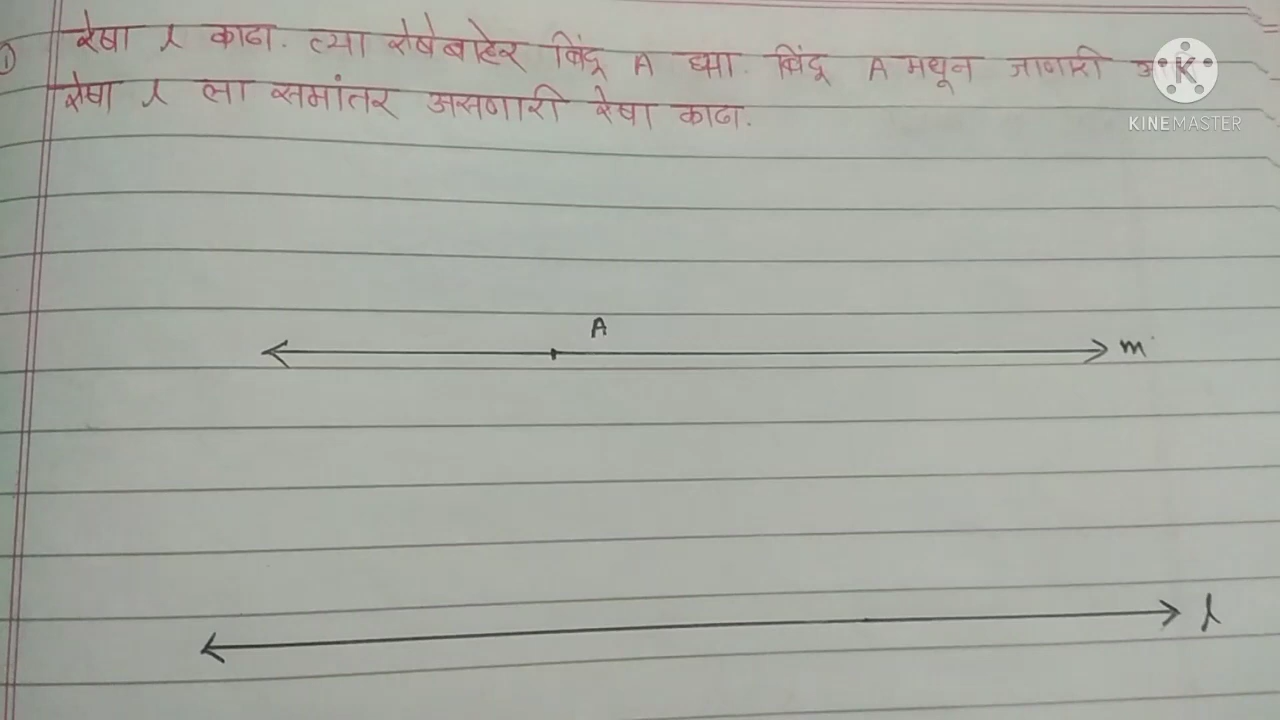 ① रेषा l काढा. त्या रेषेबाहेर बिंदू A घ्या. बिंदू A मधून जाणारी
रेषा l ला समांतर असणारी रेषा काढा.
K
KINEMASTER
A
m
l